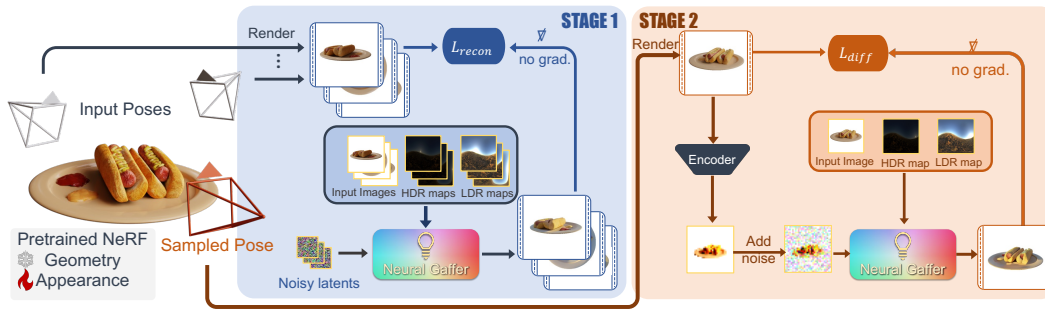 STAGE 1
Render
⋮
L_recon
∇̸
no grad.
Input Poses
Input Images
HDR maps
LDR maps
Pretrained NeRF
Geometry
Appearance
Sampled Pose
Noisy latents
Neural Gaffer
STAGE 2
Render
L_diff
∇̸
no grad.
Encoder
Input Image
HDR map
LDR map
Add
noise
Neural Gaffer